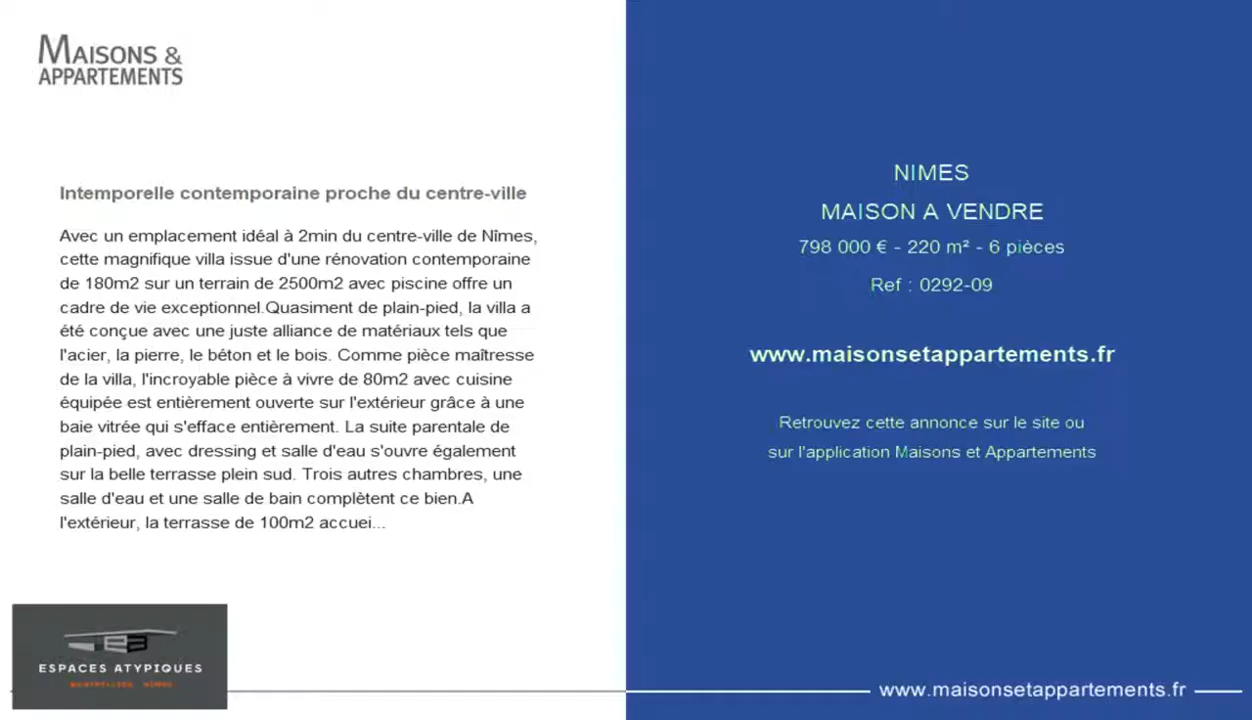 MAISONS &
APPARTEMENTS
Intemporelle contemporaine proche du centre-ville
Avec un emplacement idéal à 2min du centre-ville de Nîmes,
cette magnifique villa issue d'une rénovation contemporaine
de 180m2 sur un terrain de 2500m2 avec piscine offre un
cadre de vie exceptionnel.Quasiment de plain-pied, la villa a
été conçue avec une juste alliance de matériaux tels que
l'acier, la pierre, le béton et le bois. Comme pièce maîtresse
de la villa, l'incroyable pièce à vivre de 80m2 avec cuisine
équipée est entièrement ouverte sur l'extérieur grâce à une
baie vitrée qui s'efface entièrement. La suite parentale de
plain-pied, avec dressing et salle d'eau s'ouvre également
sur la belle terrasse plein sud. Trois autres chambres, une
salle d'eau et une salle de bain complètent ce bien.A
l'extérieur, la terrasse de 100m2 accuei...
ESPACES ATYPIQUES
MONTPELLIER NIMES
NIMES
MAISON A VENDRE
798 000 € - 220 m² - 6 pièces
Ref : 0292-09
www.maisonsetappartements.fr
Retrouvez cette annonce sur le site ou
sur l'application Maisons et Appartements
www.maisonsetappartements.fr